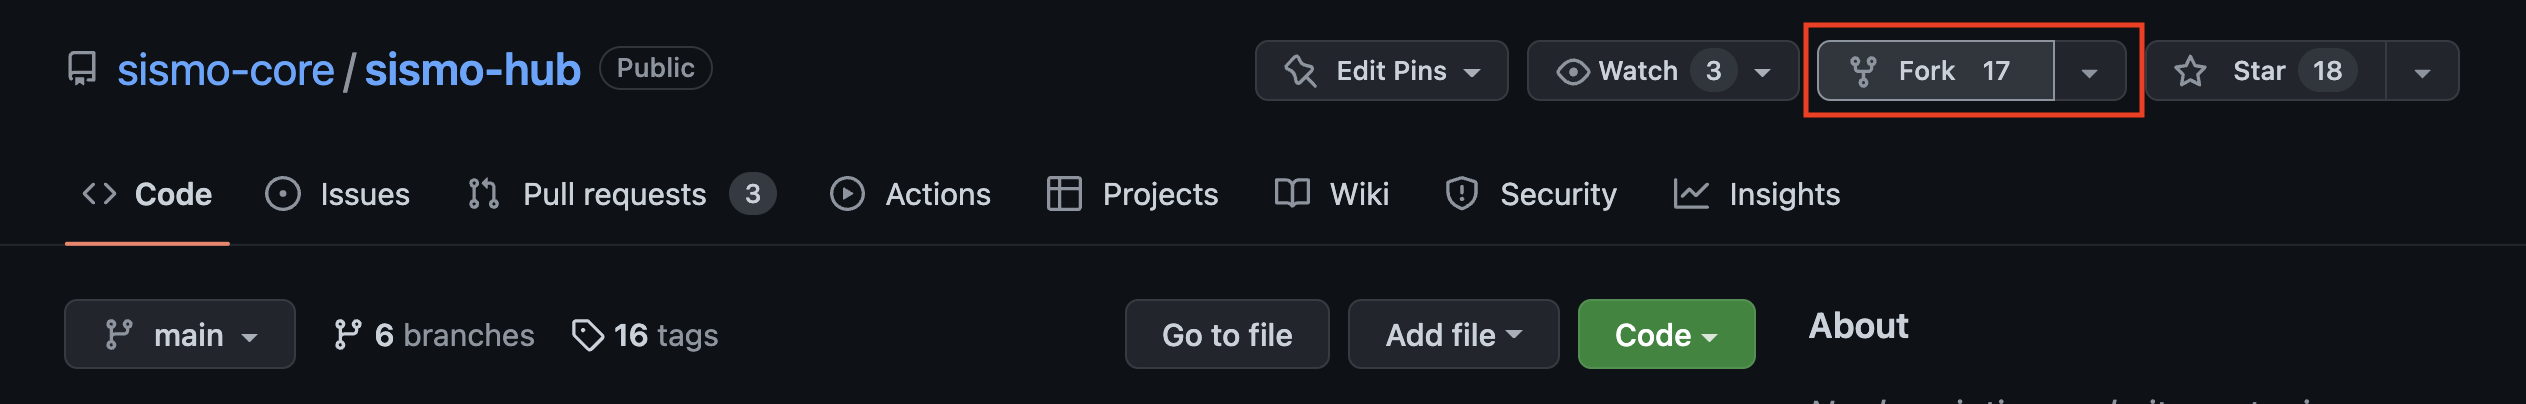 sismo-core / sismo-hub Public Edit Pins Watch 3 Fork 17 Star 18
Code Issues Pull requests 3 Actions Projects Wiki Security Insights
main 6 branches 16 tags Go to file Add file Code About